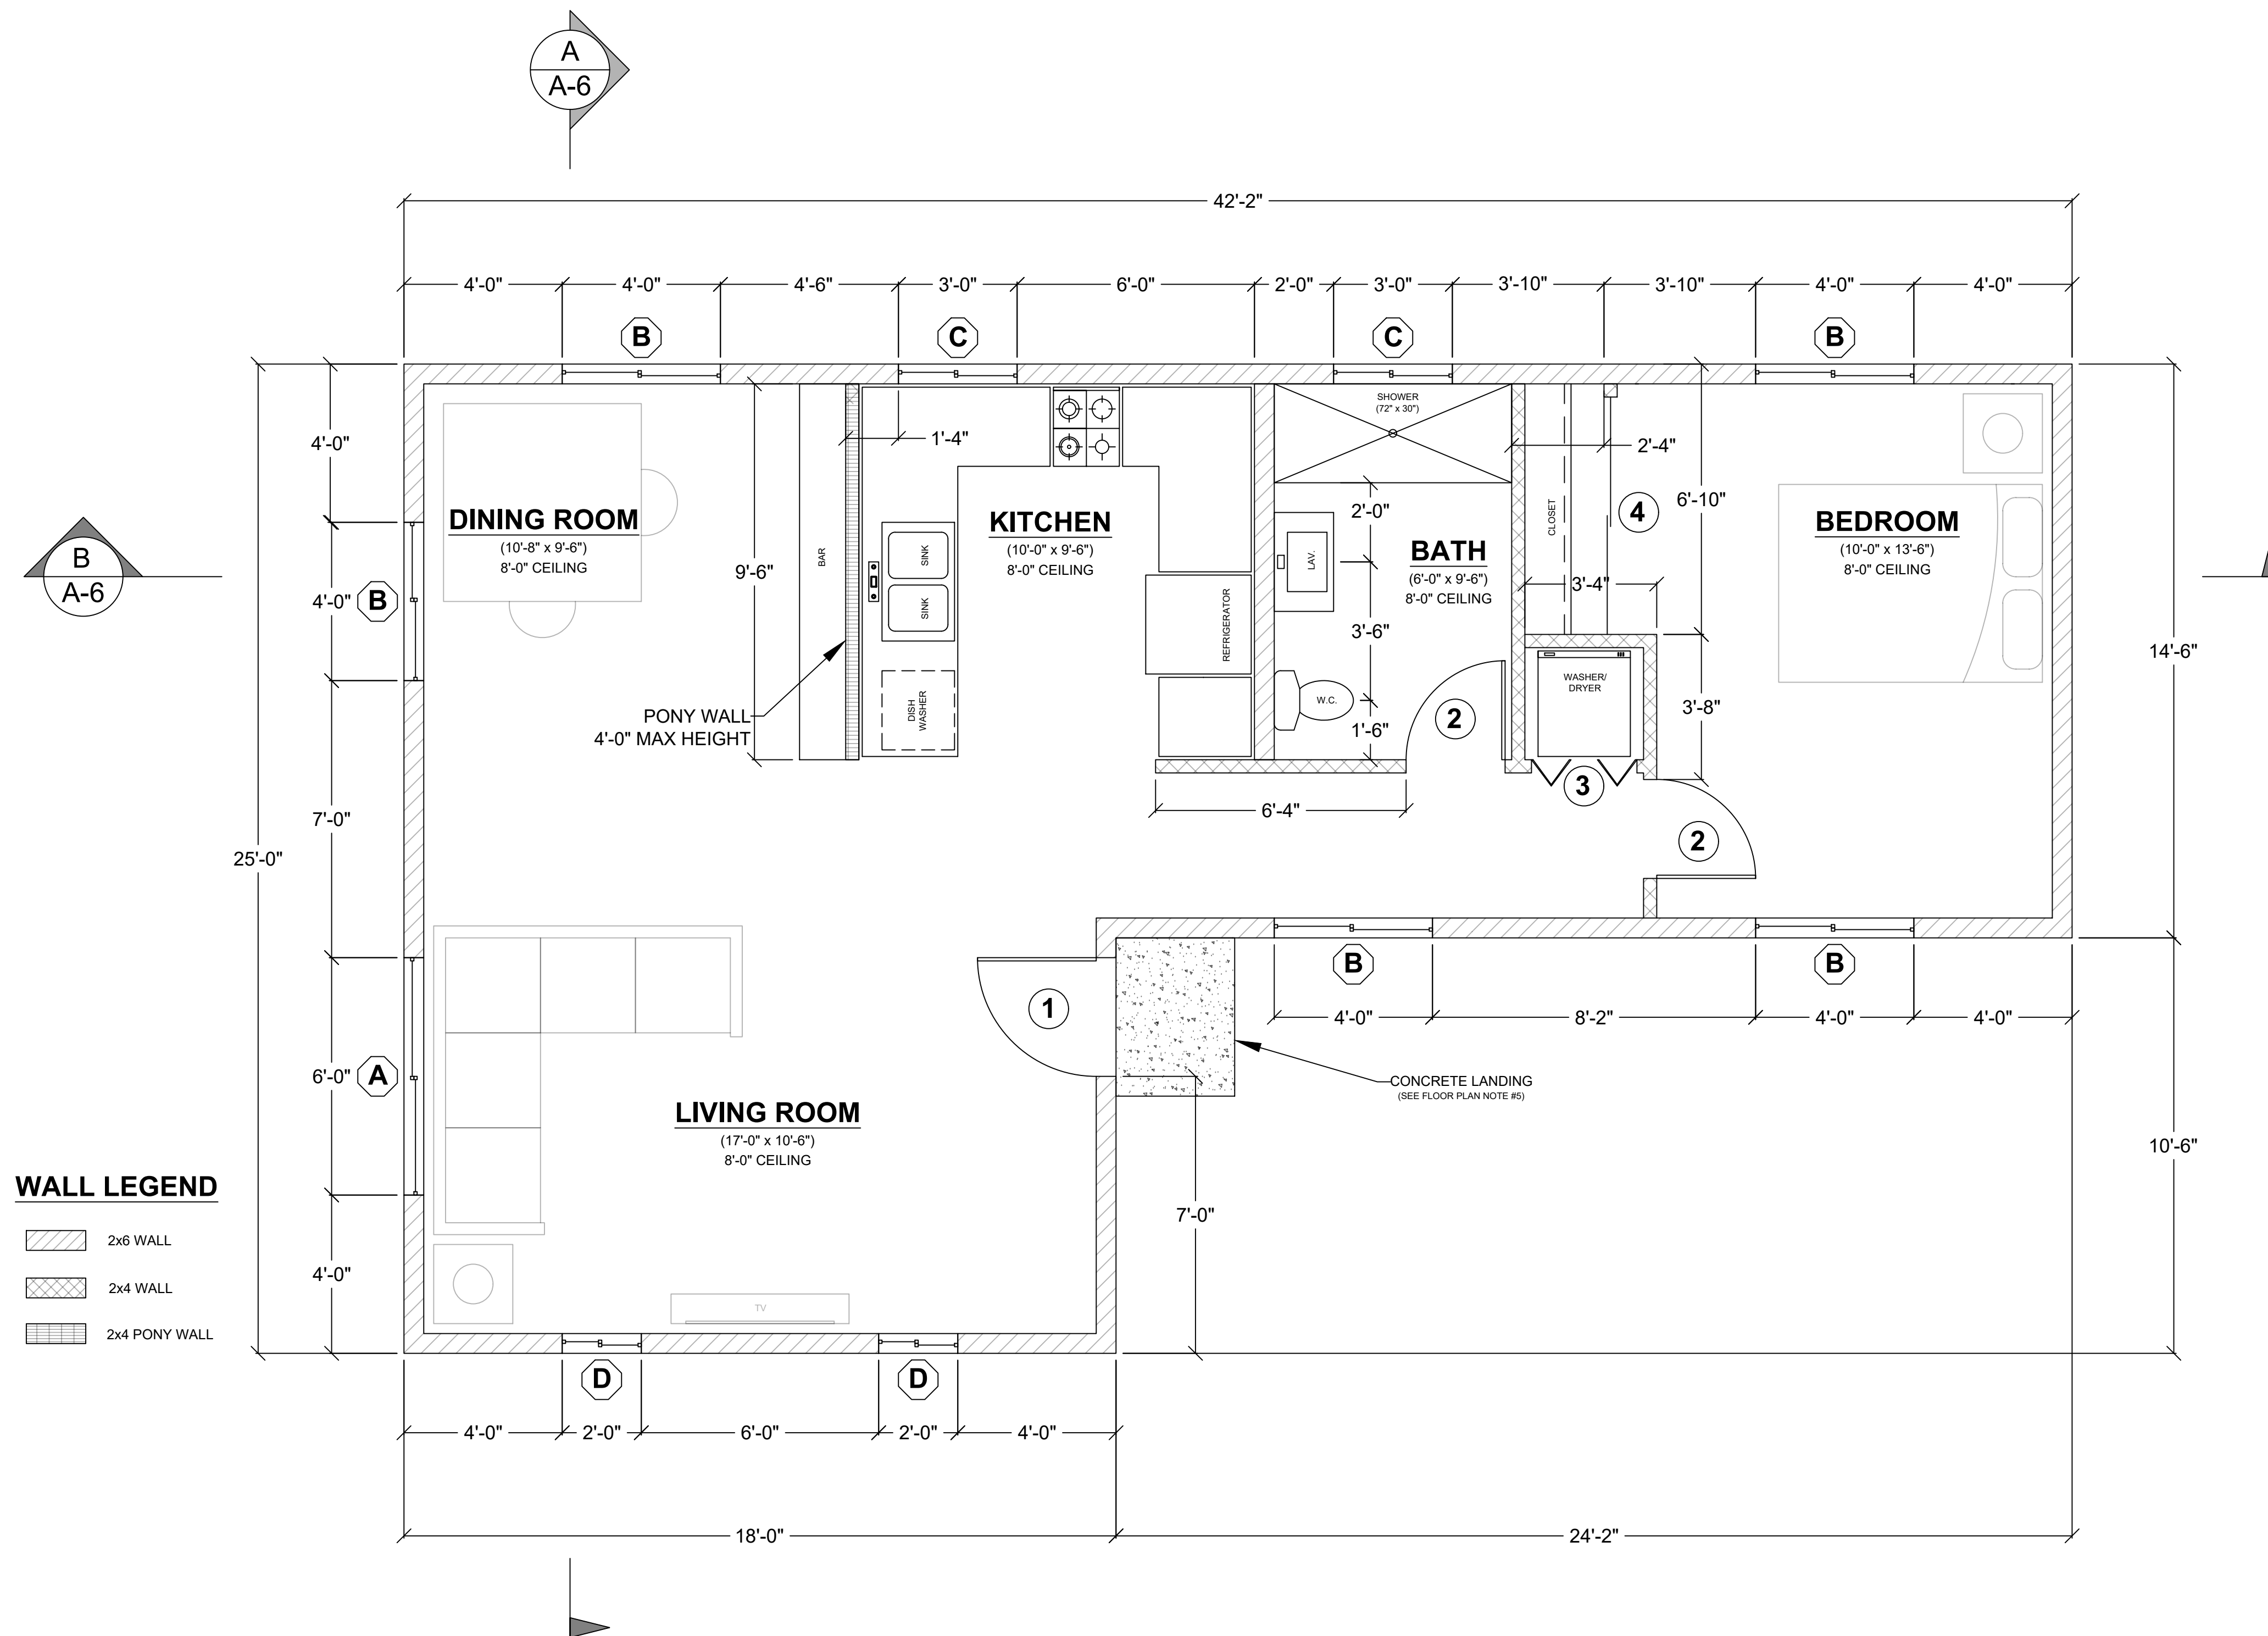 A
A-6
42'-2"
4'-0"
4'-0"
4'-6"
3'-0"
6'-0"
2'-0"
3'-0"
3'-10"
3'-10"
4'-0"
4'-0"
B
C
C
B
4'-0"
4'-0"
B
7'-0"
25'-0"
6'-0"
A
4'-0"
B
A-6
DINING ROOM
(10'-8" x 9'-6")
8'-0" CEILING
9'-6"
BAR
PONY WALL
4'-0" MAX HEIGHT
1'-4"
SINK
SINK
DISH
WASHER
KITCHEN
(10'-0" x 9'-6")
8'-0" CEILING
REFRIGERATOR
SHOWER
(72" x 30")
2'-0"
LAV.
3'-6"
W.C.
1'-6"
BATH
(6'-0" x 9'-6")
8'-0" CEILING
2
6'-4"
CLOSET
2'-4"
4
6'-10"
3'-4"
WASHER/
DRYER
3'-8"
3
2
BEDROOM
(10'-0" x 13'-6")
8'-0" CEILING
14'-6"
10'-6"
B
B
4'-0"
8'-2"
4'-0"
4'-0"
1
CONCRETE LANDING
(SEE FLOOR PLAN NOTE #5)
7'-0"
LIVING ROOM
(17'-0" x 10'-6")
8'-0" CEILING
TV
D
D
4'-0"
2'-0"
6'-0"
2'-0"
4'-0"
18'-0"
24'-2"
WALL LEGEND
2x6 WALL
2x4 WALL
2x4 PONY WALL